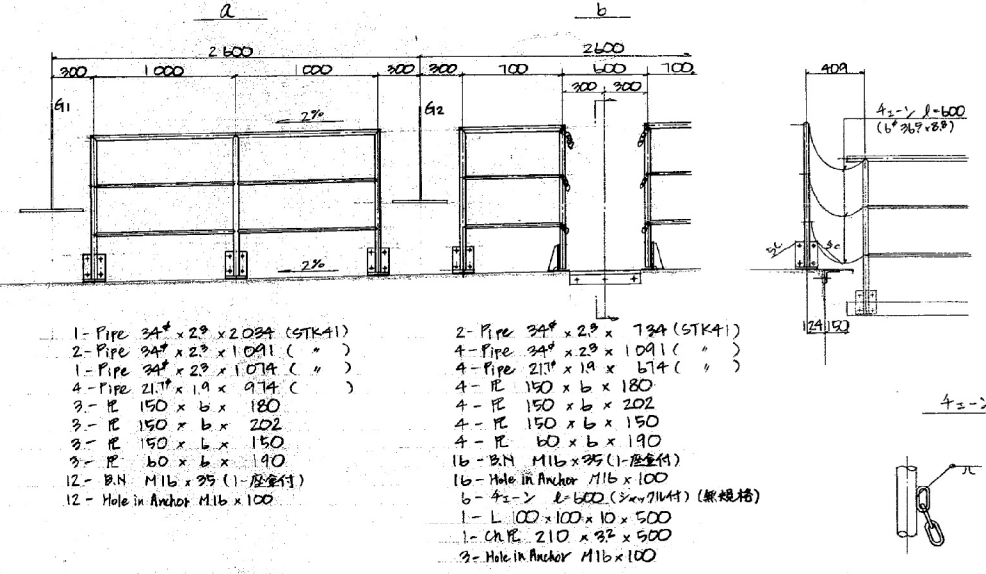 a
b
2600
2600
300 1000 1000 300 300 700 600 700
300 300
409
G1
2%
G2
チェーン l=600
(6φ 36.9×8.8)
2%
124 150
1-Pipe 34φ × 2.3 × 2034 (STK41)
2-Pipe 34φ × 2.3 × 1091 ( 〃 )
1-Pipe 34φ × 2.3 × 1074 ( 〃 )
4-Pipe 21.7φ × 1.9 × 974 ( )
3-PL 150 × 6 × 180
3-PL 150 × 6 × 202
3-PL 150 × 6 × 150
3-PL 60 × 6 × 190
12-B.N M16×35 (1-座金付)
12-Hole in Anchor M16×100
2-Pipe 34φ × 2.3 × 734 (STK41)
4-Pipe 34φ × 2.3 × 1091 ( 〃 )
4-Pipe 21.7φ × 1.9 × 674 ( 〃 )
4-PL 150 × 6 × 180
4-PL 150 × 6 × 202
4-PL 150 × 6 × 150
4-PL 60 × 6 × 190
16-B.N M16×35 (1-座金付)
16-Hole in Anchor M16×100
6-チェーン l=600 (シャックル付) (無規格)
1-L 100×100×10×500
1-Ch.PL 210 × 3.2 × 500
3-Hole in Anchor M16×100
チェーン